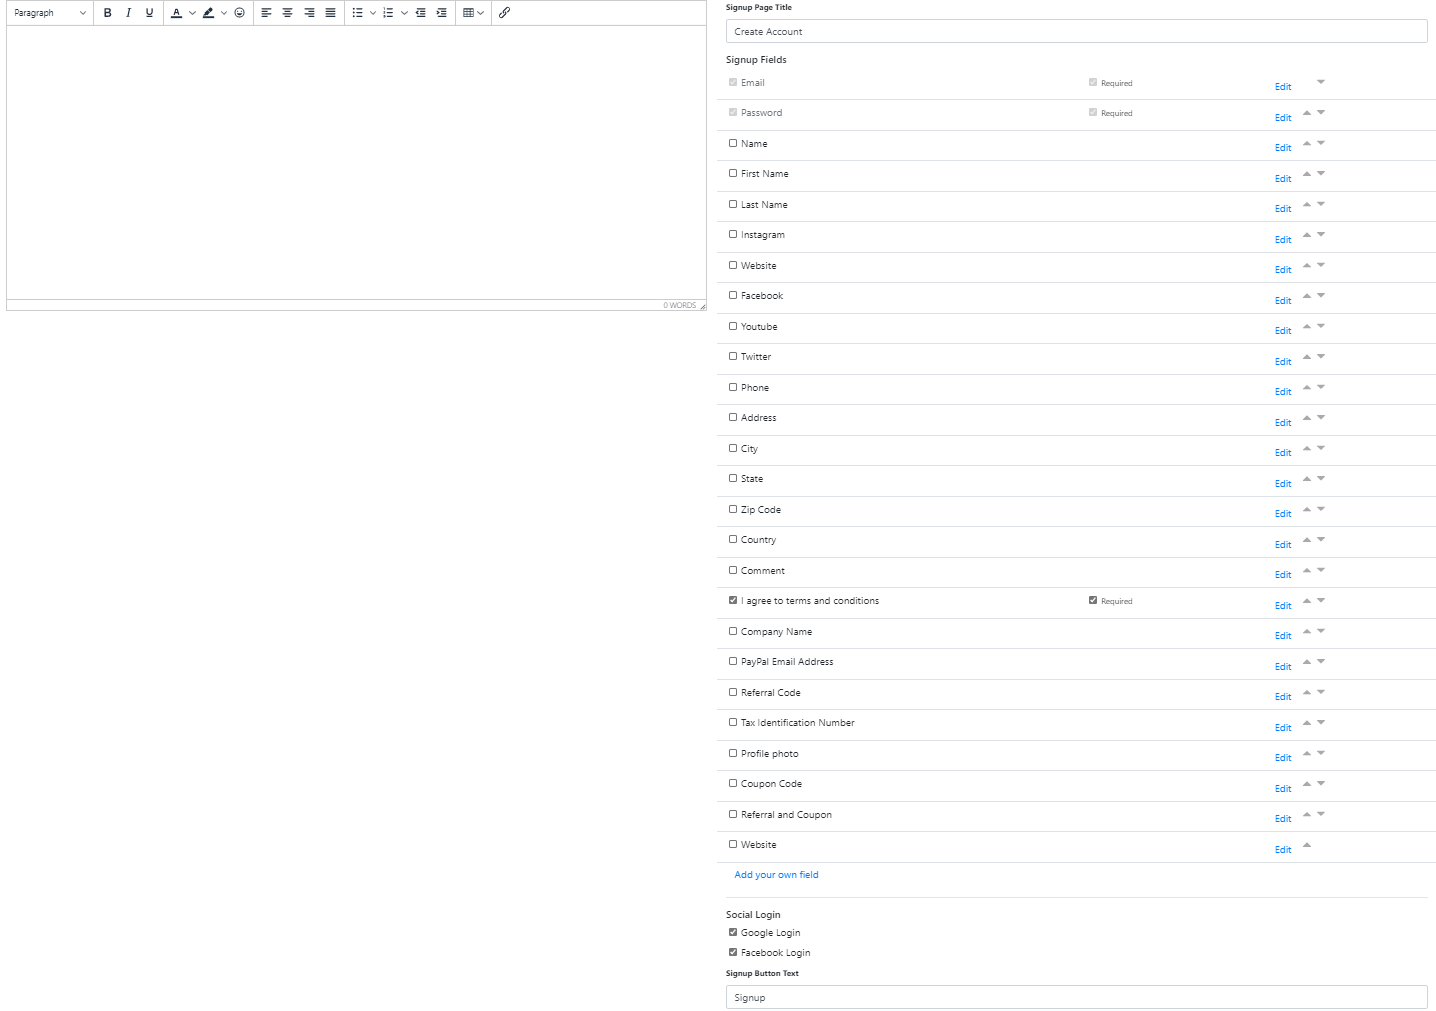 Paragraph B I U A
0 WORDS
Signup Page Title
Create Account
Signup Fields
Email Required Edit
Password Required Edit
Name Edit
First Name Edit
Last Name Edit
Instagram Edit
Website Edit
Facebook Edit
Youtube Edit
Twitter Edit
Phone Edit
Address Edit
City Edit
State Edit
Zip Code Edit
Country Edit
Comment Edit
I agree to terms and conditions Required Edit
Company Name Edit
PayPal Email Address Edit
Referral Code Edit
Tax Identification Number Edit
Profile photo Edit
Coupon Code Edit
Referral and Coupon Edit
Website Edit
Add your own field
Social Login
Google Login
Facebook Login
Signup Button Text
Signup